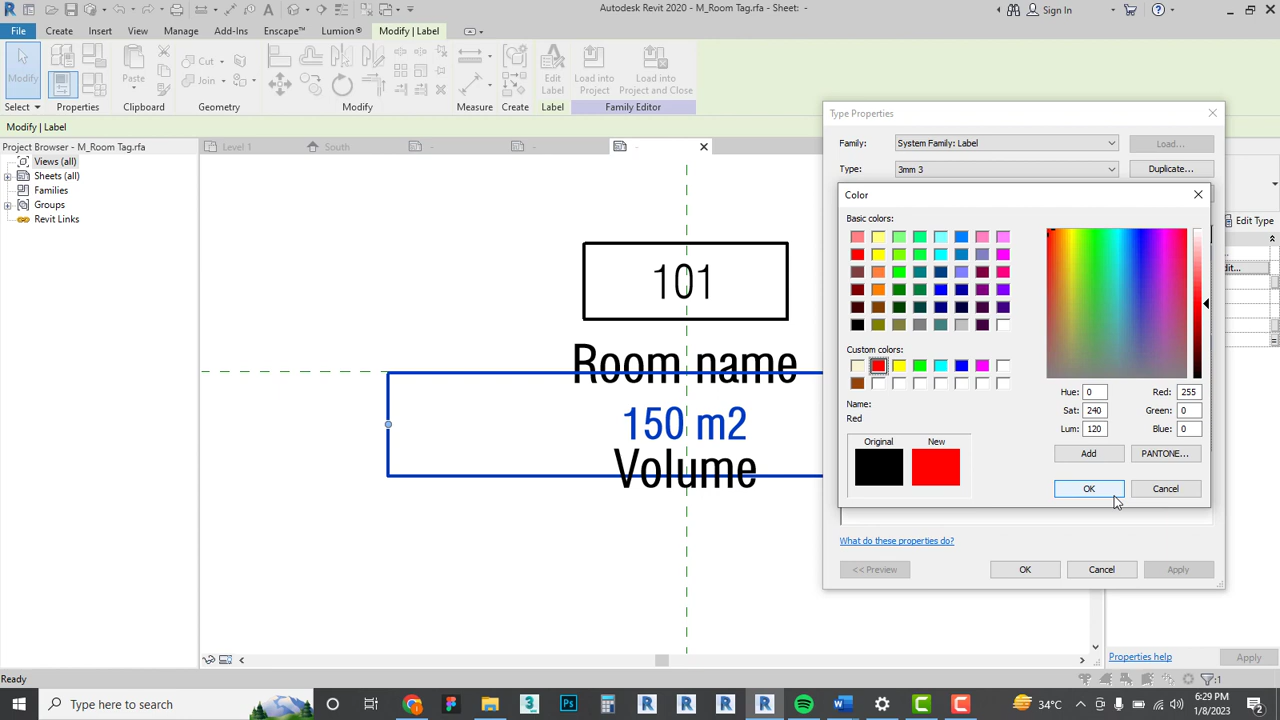 Autodesk Revit 2020 - M_Room Tag.rfa - Sheet: -
Sign In
File Create Insert View Manage Add-Ins Enscape™ Lumion® Modify | Label
Modify
Paste
Cut
Join
Edit
Label
Load into
Project
Load into
Project and Close
Select Properties Clipboard Geometry Modify Measure Create Label Family Editor
Modify | Label
Project Browser - M_Room Tag.rfa
Views (all)
Sheets (all)
Families
Groups
Revit Links
Level 1
South
-
-
-
101
Room name
150 m2
Volume
Type Properties
Family: System Family: Label Load...
Type: 3mm 3 Duplicate...
Color
Basic colors:
Custom colors:
Name:
Red
Original New
Hue: 0 Red: 255
Sat: 240 Green: 0
Lum: 120 Blue: 0
Add PANTONE...
OK Cancel
What do these properties do?
<< Preview OK Cancel Apply
Edit Type
Properties help Apply
Ready
:1
Type here to search
34°C
6:29 PM
1/8/2023